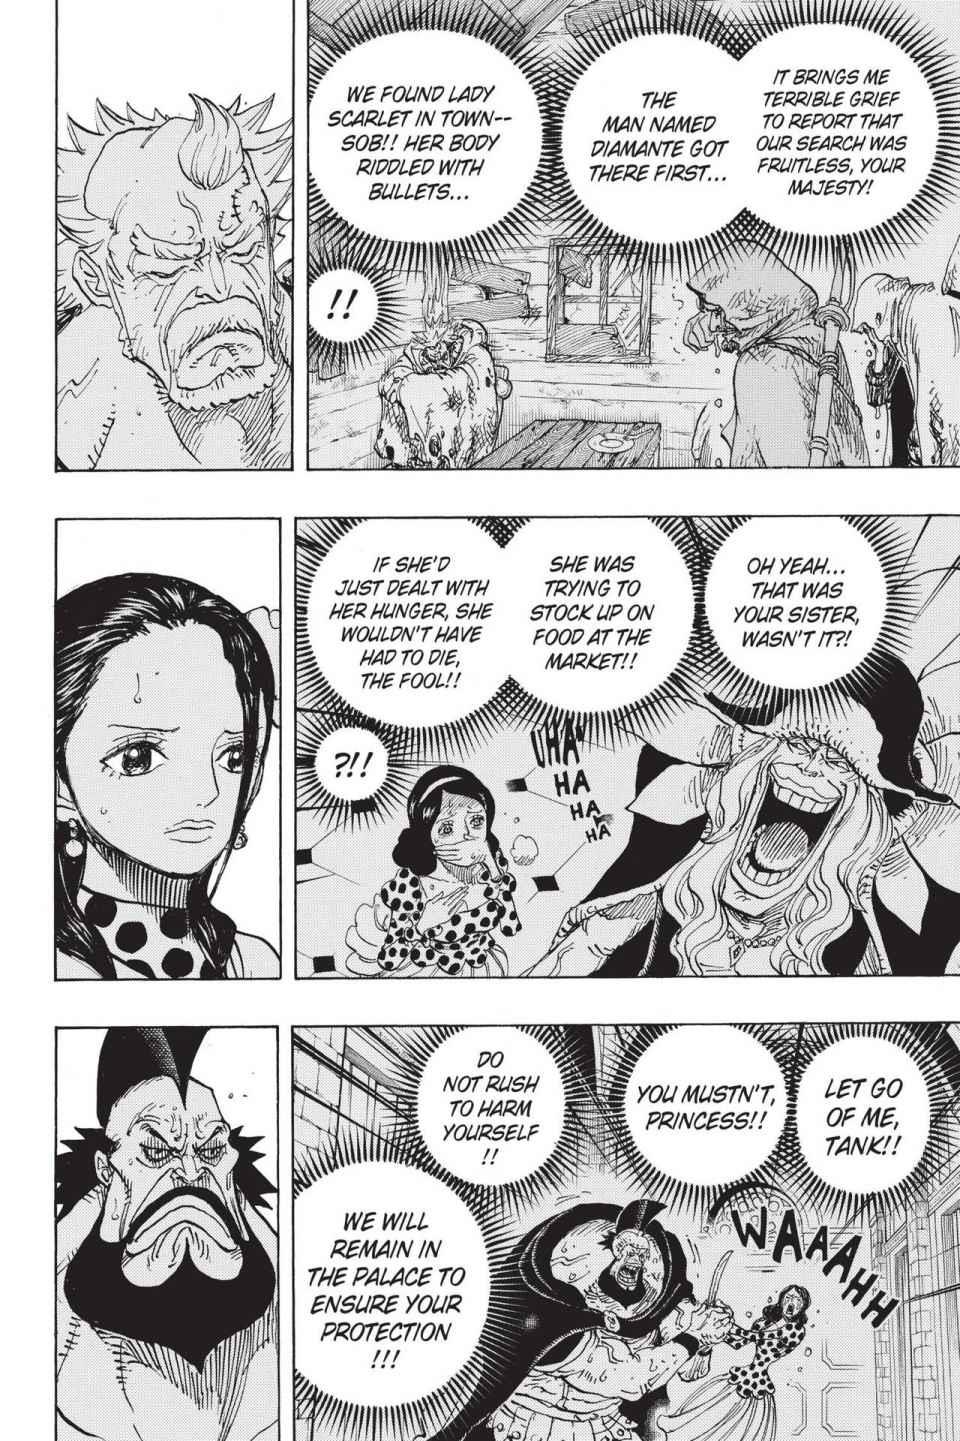 IT BRINGS ME
TERRIBLE GRIEF
TO REPORT THAT
OUR SEARCH WAS
FRUITLESS, YOUR
MAJESTY!
THE
MAN NAMED
DIAMANTE GOT
THERE FIRST...
WE FOUND LADY
SCARLET IN TOWN--
SOB!! HER BODY
RIDDLED WITH
BULLETS...
!!
OH YEAH...
THAT WAS
YOUR SISTER,
WASN'T IT?!
SHE WAS
TRYING TO
STOCK UP ON
FOOD AT THE
MARKET!!
IF SHE'D
JUST DEALT WITH
HER HUNGER, SHE
WOULDN'T HAVE
HAD TO DIE,
THE FOOL!!
?!!
UHA
HA
HA
HA
LET GO
OF ME,
TANK!!
YOU MUSTN'T,
PRINCESS!!
DO
NOT RUSH
TO HARM
YOURSELF
!!
WE WILL
REMAIN IN
THE PALACE TO
ENSURE YOUR
PROTECTION
!!!
WAAAAHH